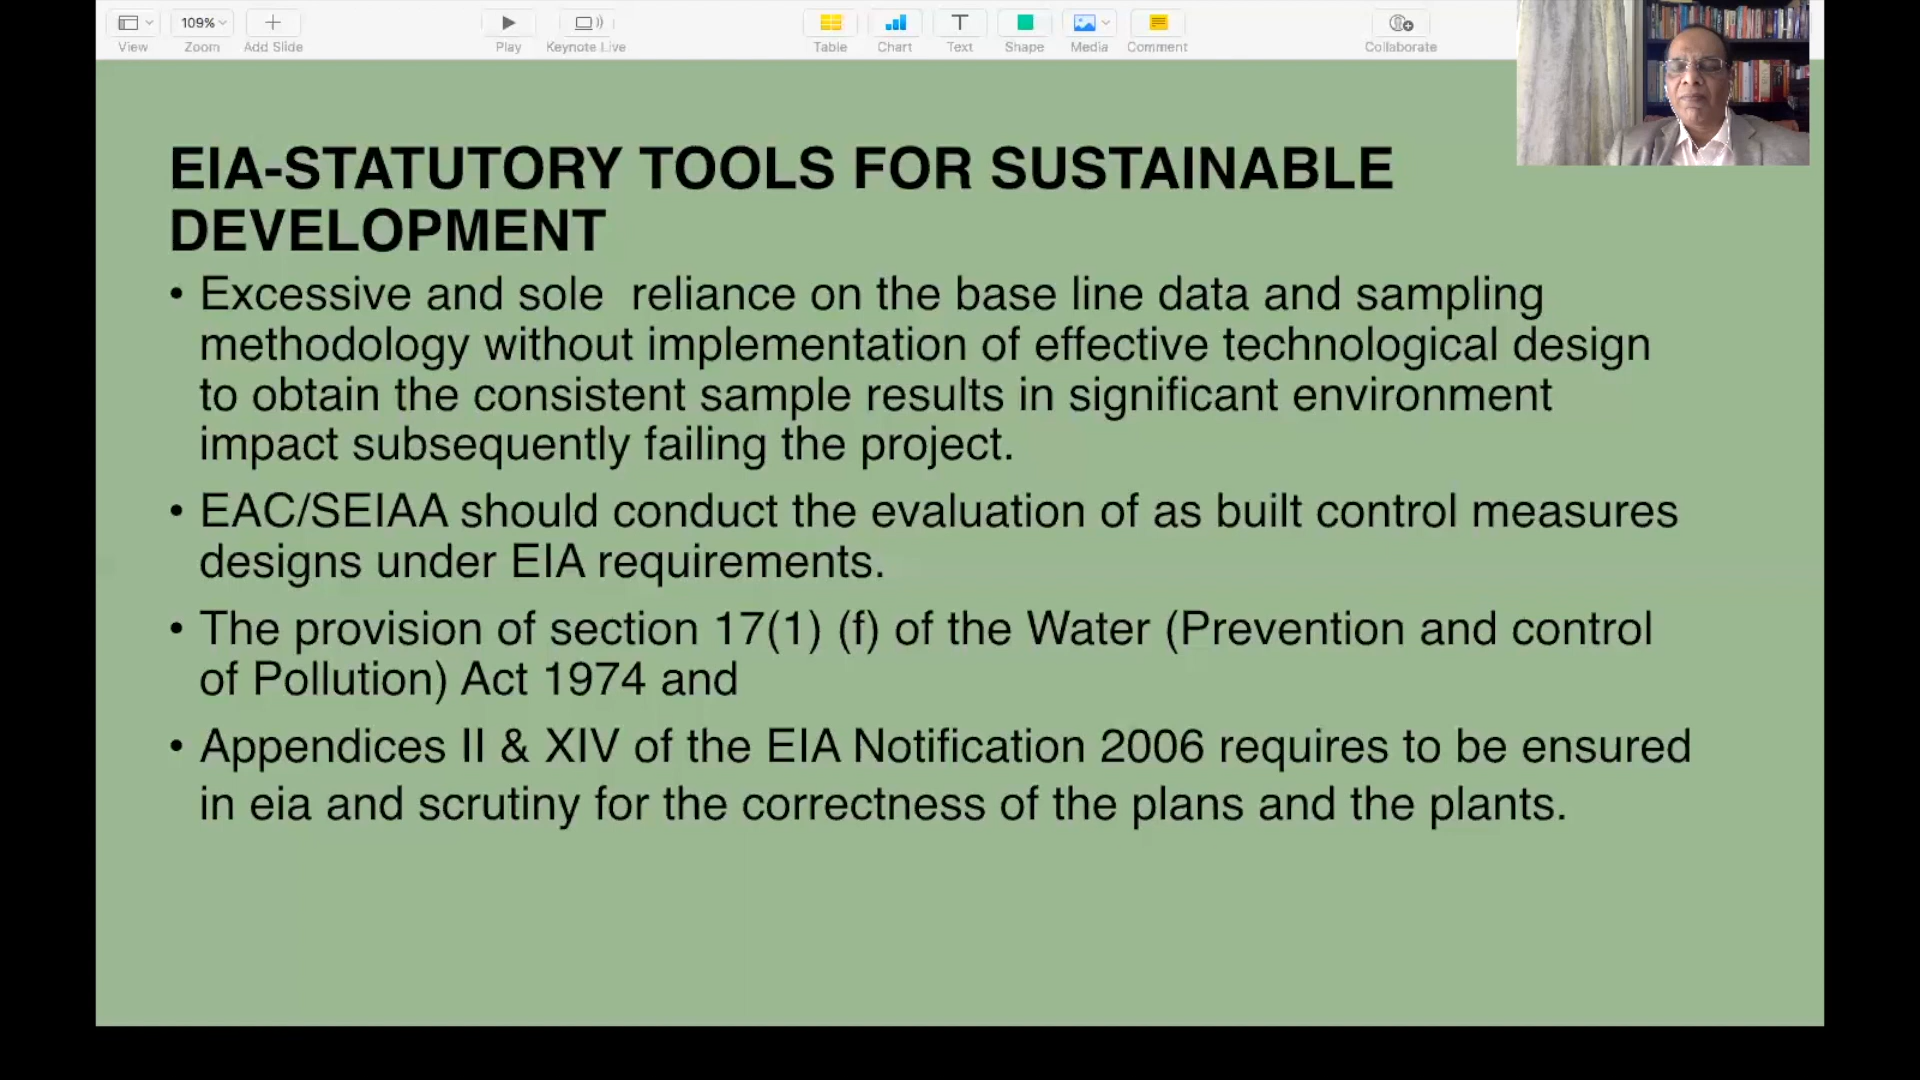 109%
View
Zoom
Add Slide
Play
Keynote Live
Table
Chart
T
Text
Shape
Media
Comment
Collaborate
EIA-STATUTORY TOOLS FOR SUSTAINABLE
DEVELOPMENT
• Excessive and sole  reliance on the base line data and sampling
methodology without implementation of effective technological design
to obtain the consistent sample results in significant environment
impact subsequently failing the project.
• EAC/SEIAA should conduct the evaluation of as built control measures
designs under EIA requirements.
• The provision of section 17(1) (f) of the Water (Prevention and control
of Pollution) Act 1974 and
• Appendices II & XIV of the EIA Notification 2006 requires to be ensured
in eia and scrutiny for the correctness of the plans and the plants.